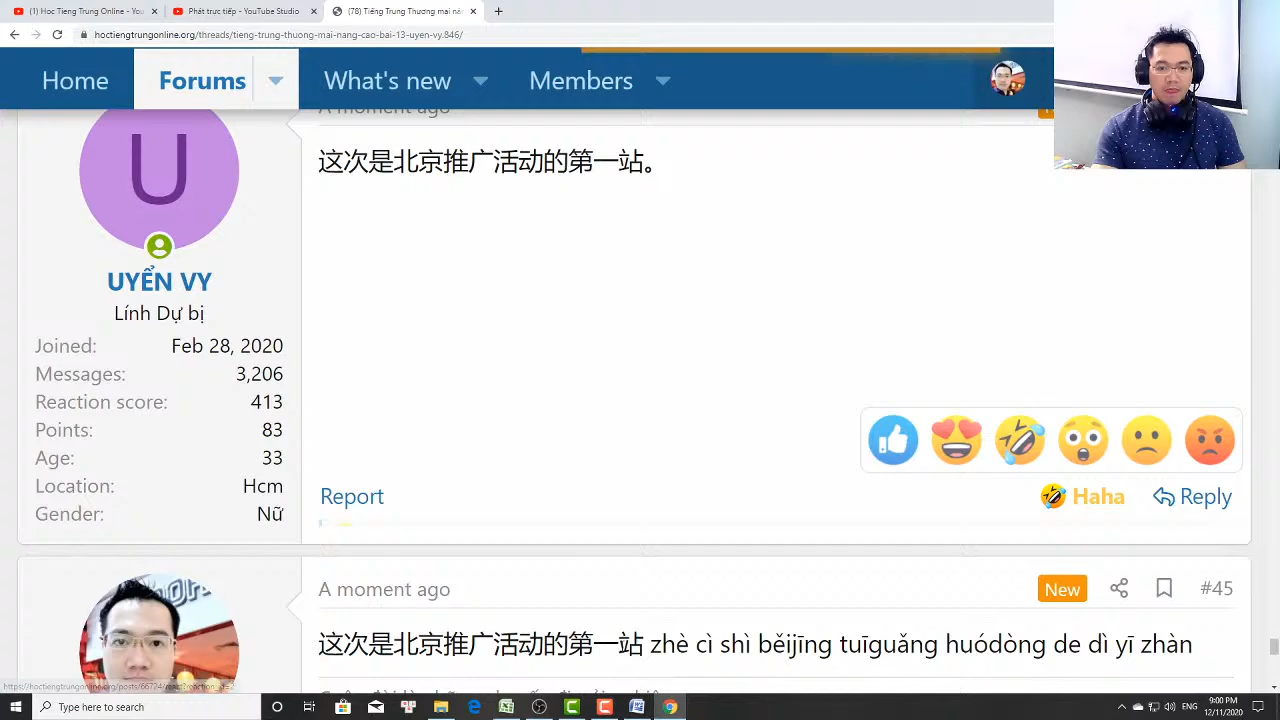 (1) Học Tiếng Trung Online - You
Phát trực tiếp - YouTube Studio
(78) Tiếng Trung Thương mại nâ
hoctiengtrungonline.org/threads/tieng-trung-thuong-mai-nang-cao-bai-13-uyen-vy.846/
Home
Forums
What's new
Members
A moment ago
这次是北京推广活动的第一站。
U
UYỂN VY
Lính Dự bị
Joined: Feb 28, 2020
Messages: 3,206
Reaction score: 413
Points: 83
Age: 33
Location: Hcm
Gender: Nữ
Report
Haha
Reply
A moment ago
New
#45
这次是北京推广活动的第一站 zhè cì shì běijīng tuīguǎng huódòng de dì yī zhàn
Type here to search
ENG
9:00 PM
12/11/2020